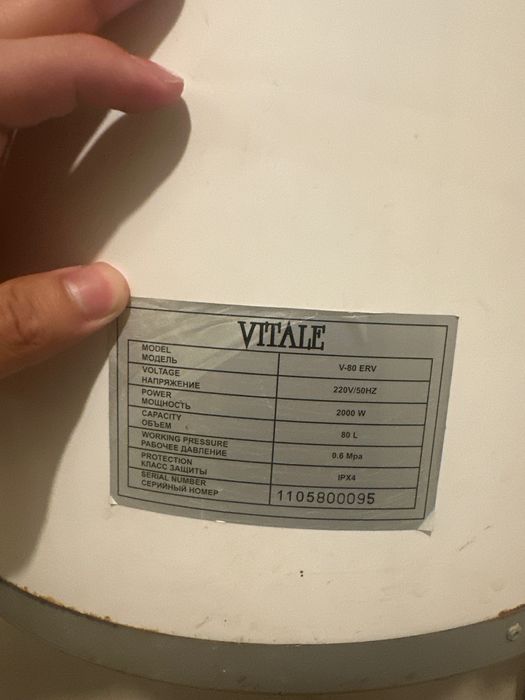 VITALE
MODEL
МОДЕЛЬ
V-80 ERV
VOLTAGE
НАПРЯЖЕНИЕ
220V/50HZ
POWER
МОЩНОСТЬ
2000 W
CAPACITY
ОБЪЕМ
80 L
WORKING PRESSURE
РАБОЧЕЕ ДАВЛЕНИЕ
0.6 Mpa
PROTECTION
КЛАСС ЗАЩИТЫ
IPX4
SERIAL NUMBER
СЕРИЙНЫЙ НОМЕР
1105800095